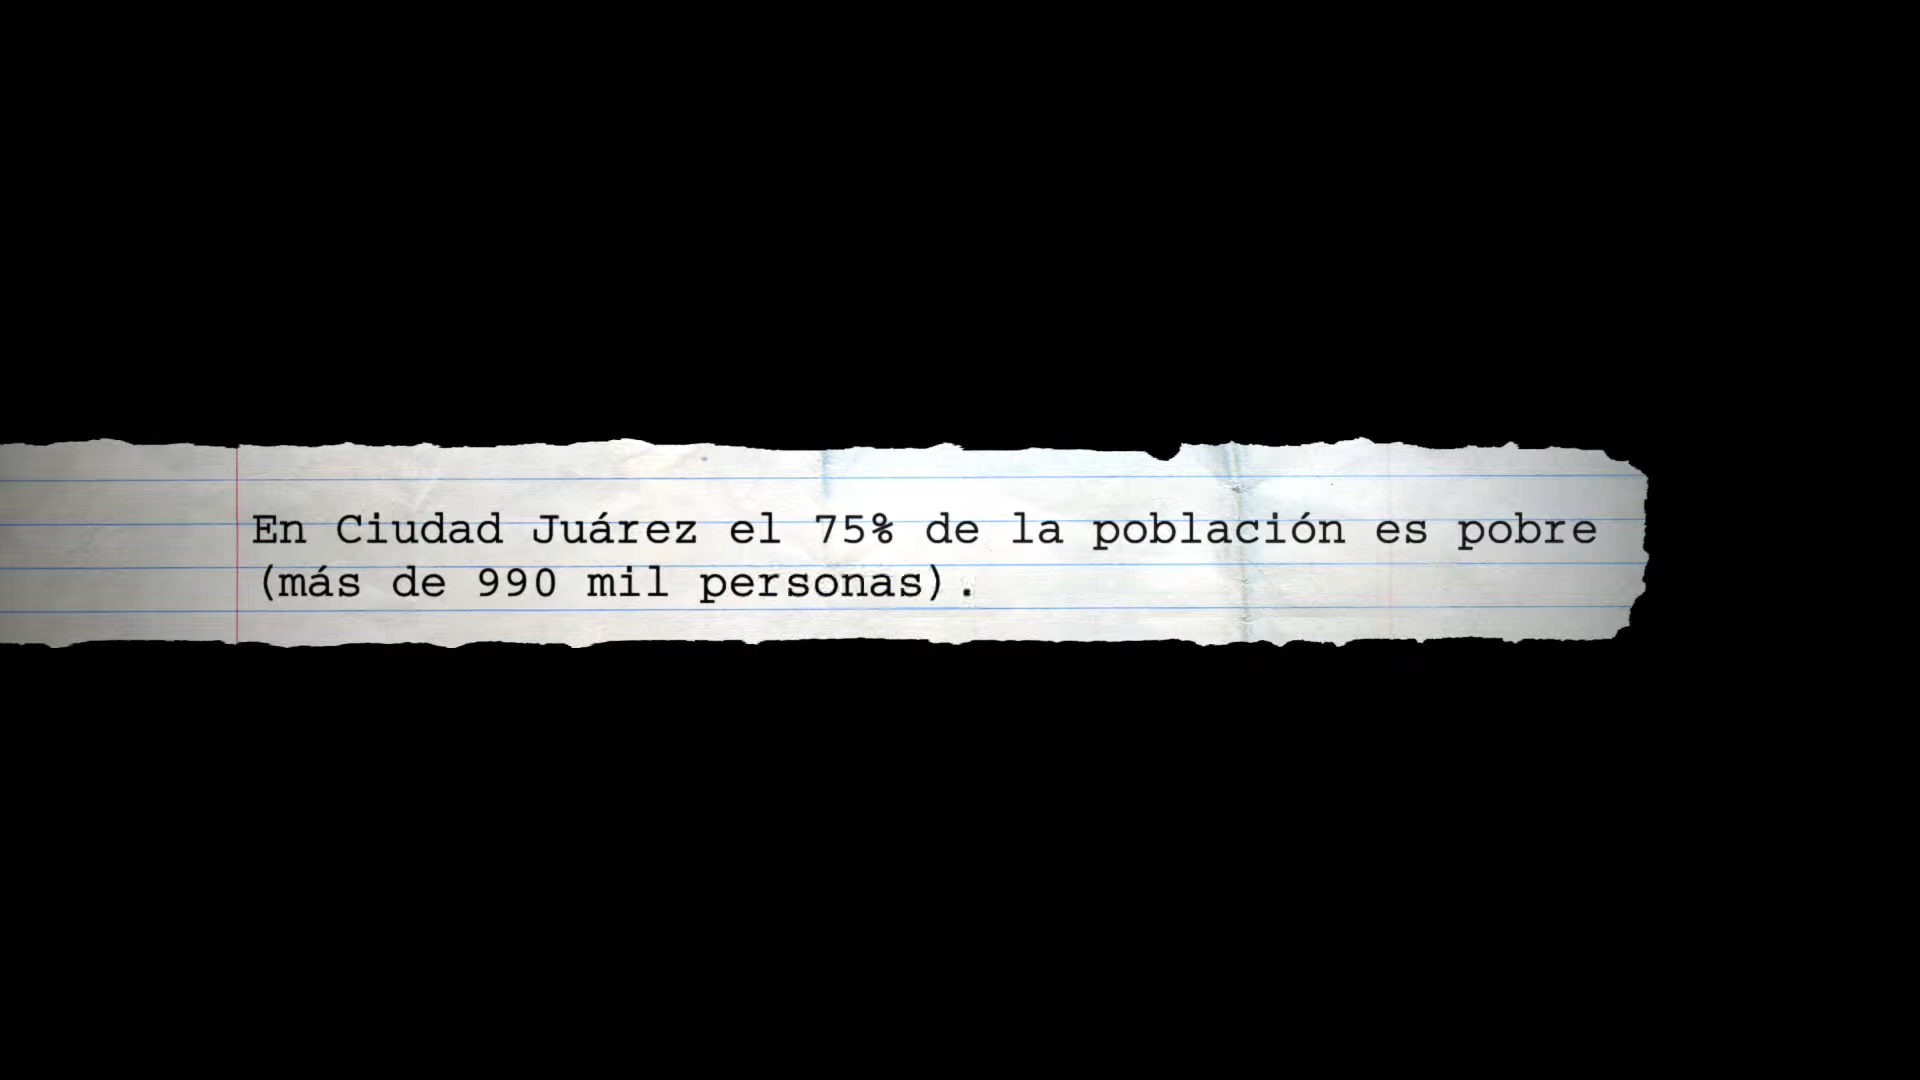 En Ciudad Juárez el 75% de la población es pobre
(más de 990 mil personas).